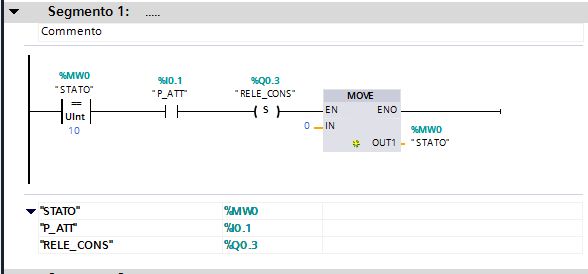 Segmento 1: .....
Commento
%MW0
"STATO"
==
UInt
10
%I0.1
"P_ATT"
%Q0.3
"RELE_CONS"
S
MOVE
EN
ENO
0
IN
OUT1
%MW0
"STATO"
"STATO" %MW0
"P_ATT" %I0.1
"RELE_CONS" %Q0.3